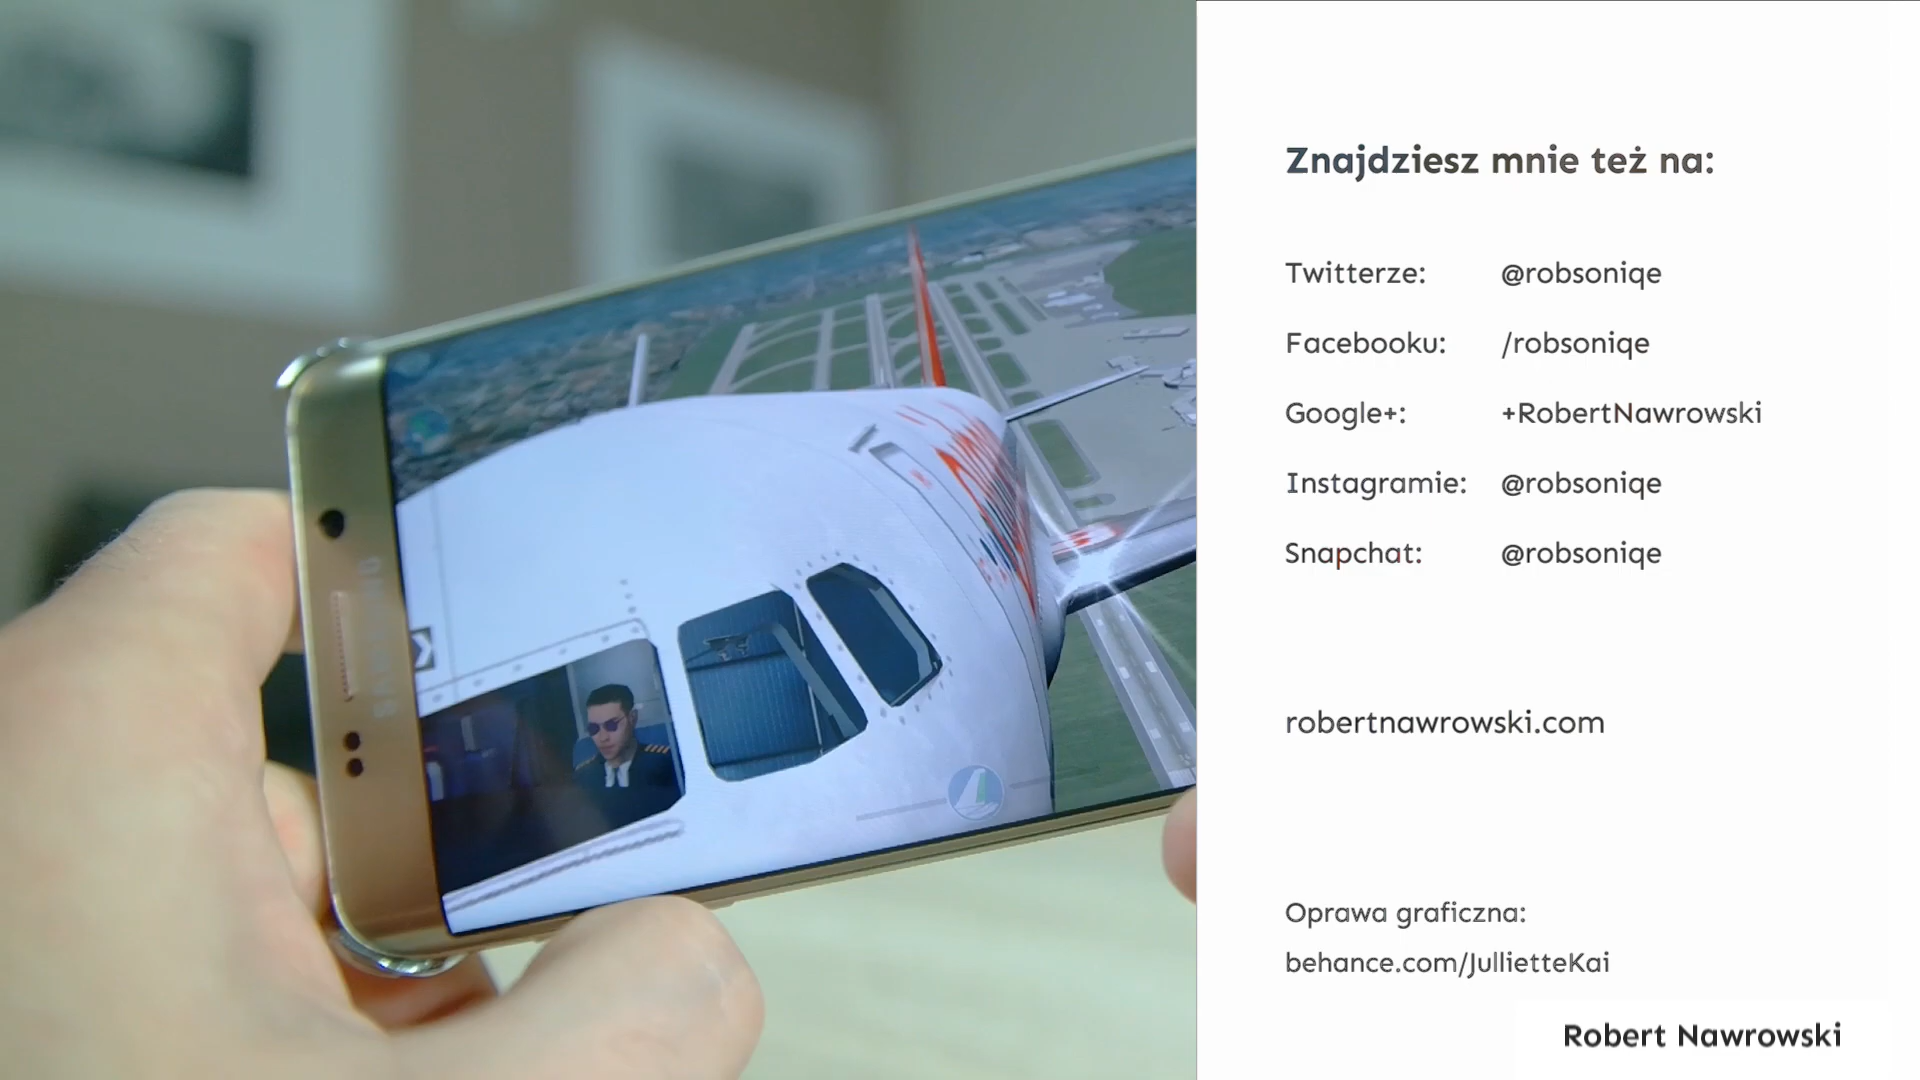 Znajdziesz mnie też na:
Twitterze: @robsoniqe
Facebooku: /robsoniqe
Google+: +RobertNawrowski
Instagramie: @robsoniqe
Snapchat: @robsoniqe
robertnawrowski.com
Oprawa graficzna:
behance.com/JullietteKai
Robert Nawrowski